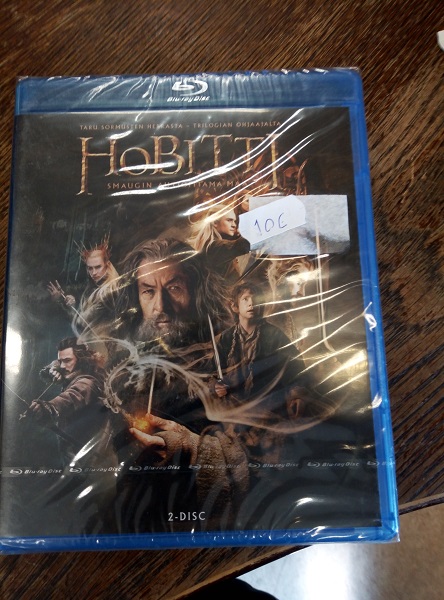 Blu-ray Disc
TARU SORMUSTEN HERRASTA - TRILOGIAN OHJAAJALTA
HOBITTI
SMAUGIN
10€
Blu-ray Disc Blu-ray Disc Blu-ray Disc Blu-ray Disc Blu-ray Disc
2-DISC